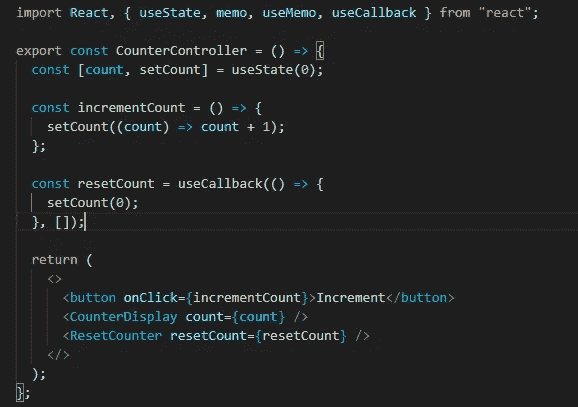 import React, { useState, memo, useMemo, useCallback } from "react";
export const CounterController = () => {
const [count, setCount] = useState(0);
const incrementCount = () => {
setCount((count) => count + 1);
};
const resetCount = useCallback(() => {
setCount(0);
}, []);
return (
<>
<button onClick={incrementCount}>Increment</button>
<CounterDisplay count={count} />
<ResetCounter resetCount={resetCount} />
</>
);
};